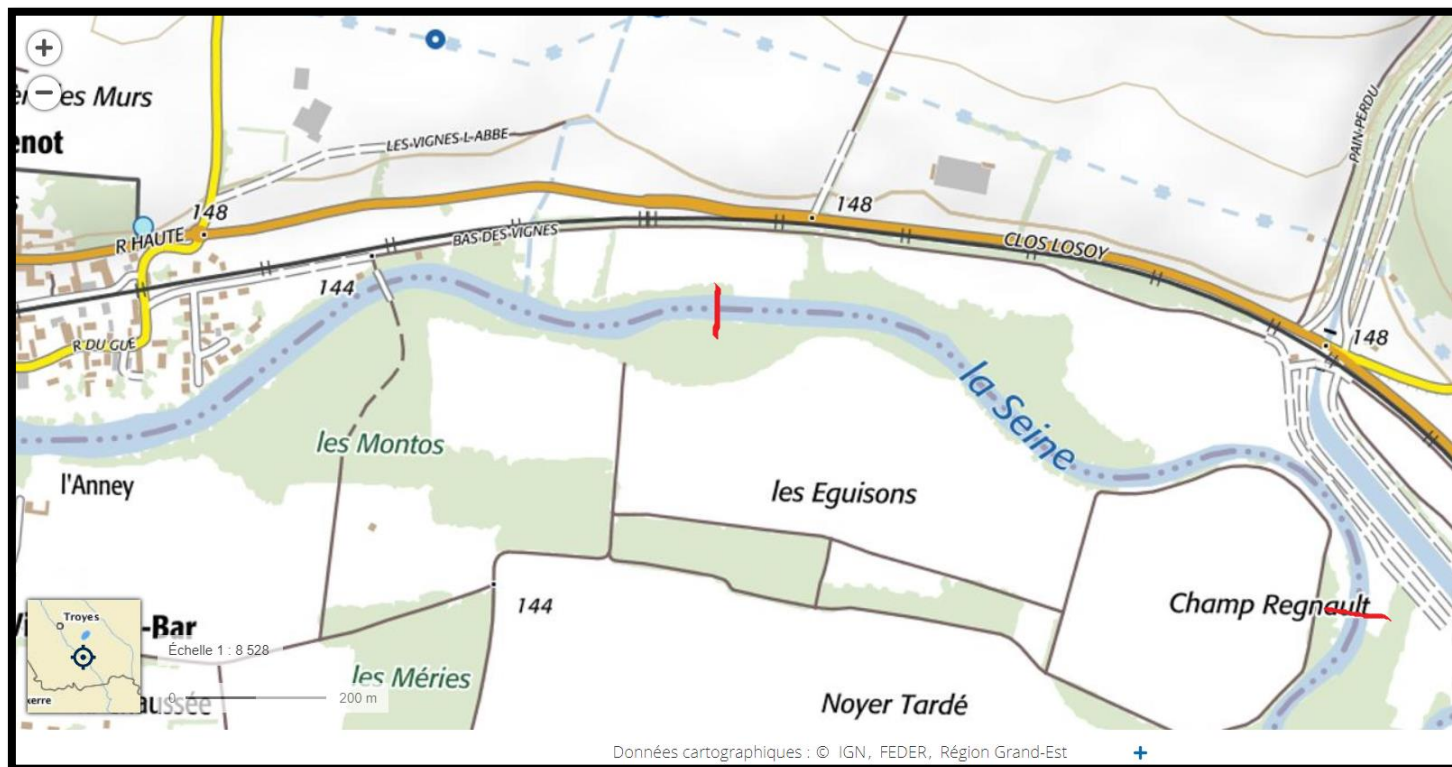 +
−
es Murs
enot
LES VIGNES L-ABBE
PAIN-PERDU
148
148
R HAUTE
BAS DES VIGNES
CLOS LOSOY
144
148
R DU GUÉ
la Seine
les Montos
l'Anney
les Eguisons
144
Champ Regnault
Troyes
-Bar
Échelle 1 : 8 528
les Méries
0
200 m
Noyer Tardé
Données cartographiques : © IGN, FEDER, Région Grand-Est
+